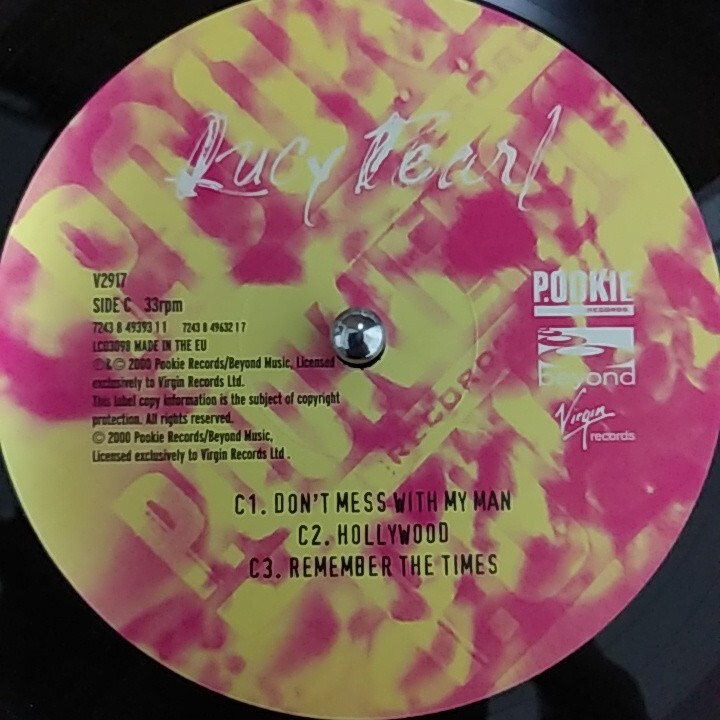 Lucy Pearl
V2917
SIDE C 33rpm
7243 8 49393 1 1 7243 8 49632 1 7
LC03098 MADE IN THE EU
℗&© 2000 Pookie Records/Beyond Music, Licensed
exclusively to Virgin Records Ltd.
This label copy information is the subject of copyright
protection. All rights reserved.
© 2000 Pookie Records/Beyond Music,
Licensed exclusively to Virgin Records Ltd .
P.OOKIE
RECORDS
beyond
Virgin
records
RECORDS
C1. DON'T MESS WITH MY MAN
C2. HOLLYWOOD
C3. REMEMBER THE TIMES